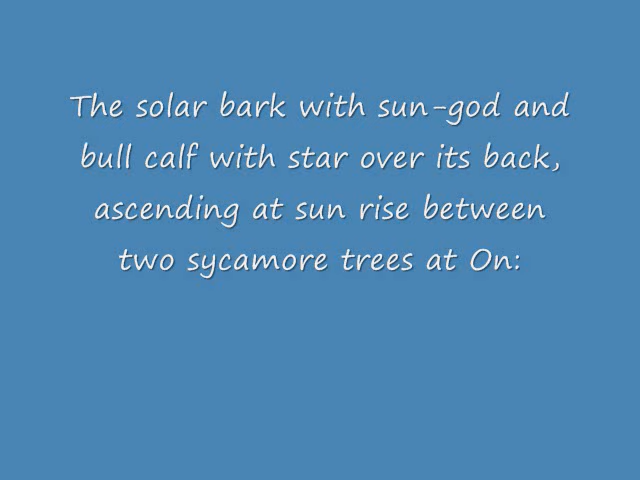 The solar bark with sun-god and
bull calf with star over its back,
ascending at sun rise between
two sycamore trees at On: